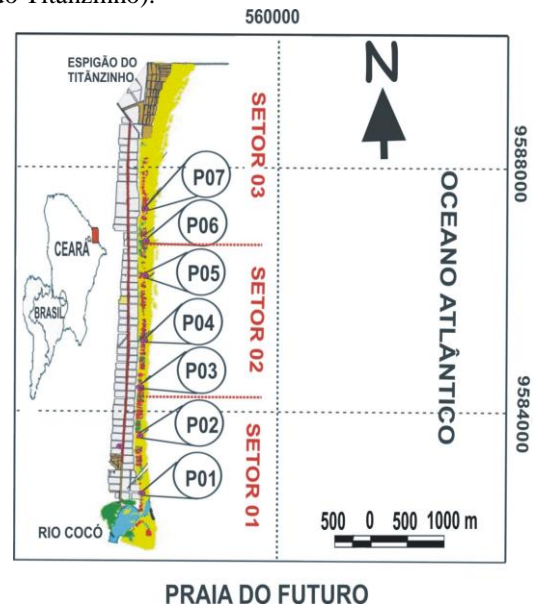 do Titanzinho).
560000
ESPIGÃO DO
TITÃNZINHO
N
SETOR 03
9588000
P07
P06
OCEANO ATLÂNTICO
CEARÁ
P05
BRASIL
SETOR 02
P04
P03
9584000
P02
SETOR 01
P01
RIO COCÓ
500 0 500 1000 m
PRAIA DO FUTURO